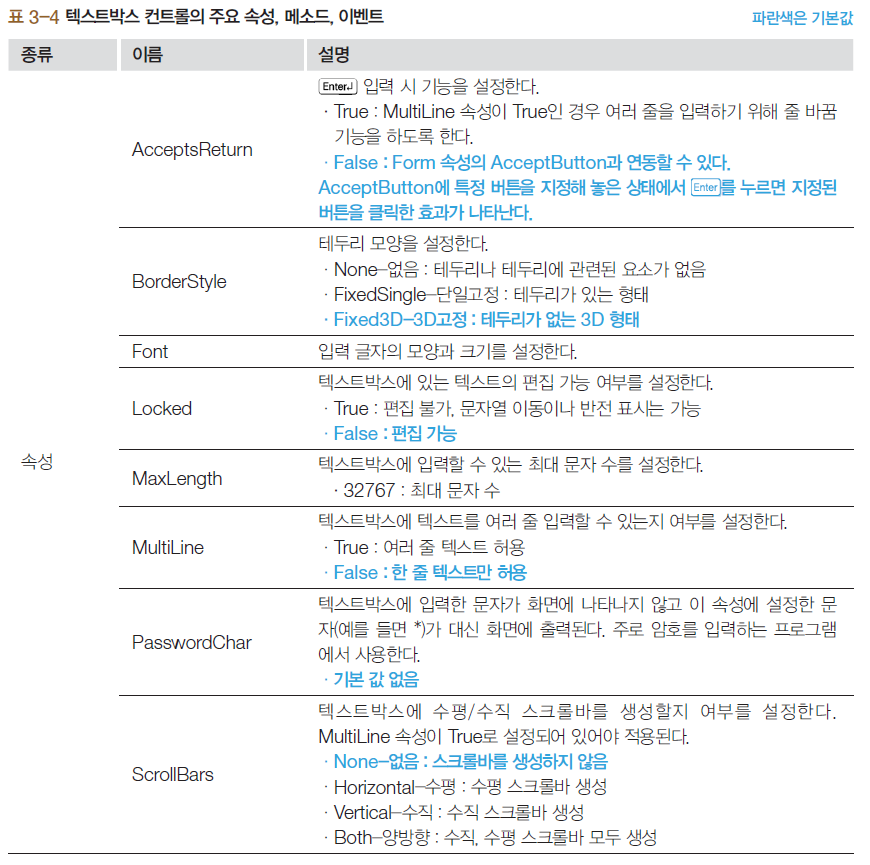 표 3-4 텍스트박스 컨트롤의 주요 속성, 메소드, 이벤트
파란색은 기본값
종류 이름 설명
속성
AcceptsReturn
Enter↵ 입력 시 기능을 설정한다.
· True : MultiLine 속성이 True인 경우 여러 줄을 입력하기 위해 줄 바꿈
기능을 하도록 한다.
· False : Form 속성의 AcceptButton과 연동할 수 있다.
AcceptButton에 특정 버튼을 지정해 놓은 상태에서 Enter를 누르면 지정된
버튼을 클릭한 효과가 나타난다.
BorderStyle
테두리 모양을 설정한다.
· None-없음 : 테두리나 테두리에 관련된 요소가 없음
· FixedSingle-단일고정 : 테두리가 있는 형태
· Fixed3D-3D고정 : 테두리가 없는 3D 형태
Font
입력 글자의 모양과 크기를 설정한다.
Locked
텍스트박스에 있는 텍스트의 편집 가능 여부를 설정한다.
· True : 편집 불가, 문자열 이동이나 반전 표시는 가능
· False : 편집 가능
MaxLength
텍스트박스에 입력할 수 있는 최대 문자 수를 설정한다.
· 32767 : 최대 문자 수
MultiLine
텍스트박스에 텍스트를 여러 줄 입력할 수 있는지 여부를 설정한다.
· True : 여러 줄 텍스트 허용
· False : 한 줄 텍스트만 허용
PasswordChar
텍스트박스에 입력한 문자가 화면에 나타나지 않고 이 속성에 설정한 문
자(예를 들면 *)가 대신 화면에 출력된다. 주로 암호를 입력하는 프로그램
에서 사용한다.
· 기본 값 없음
ScrollBars
텍스트박스에 수평/수직 스크롤바를 생성할지 여부를 설정한다.
MultiLine 속성이 True로 설정되어 있어야 적용된다.
· None-없음 : 스크롤바를 생성하지 않음
· Horizontal-수평 : 수평 스크롤바 생성
· Vertical-수직 : 수직 스크롤바 생성
· Both-양방향 : 수직, 수평 스크롤바 모두 생성